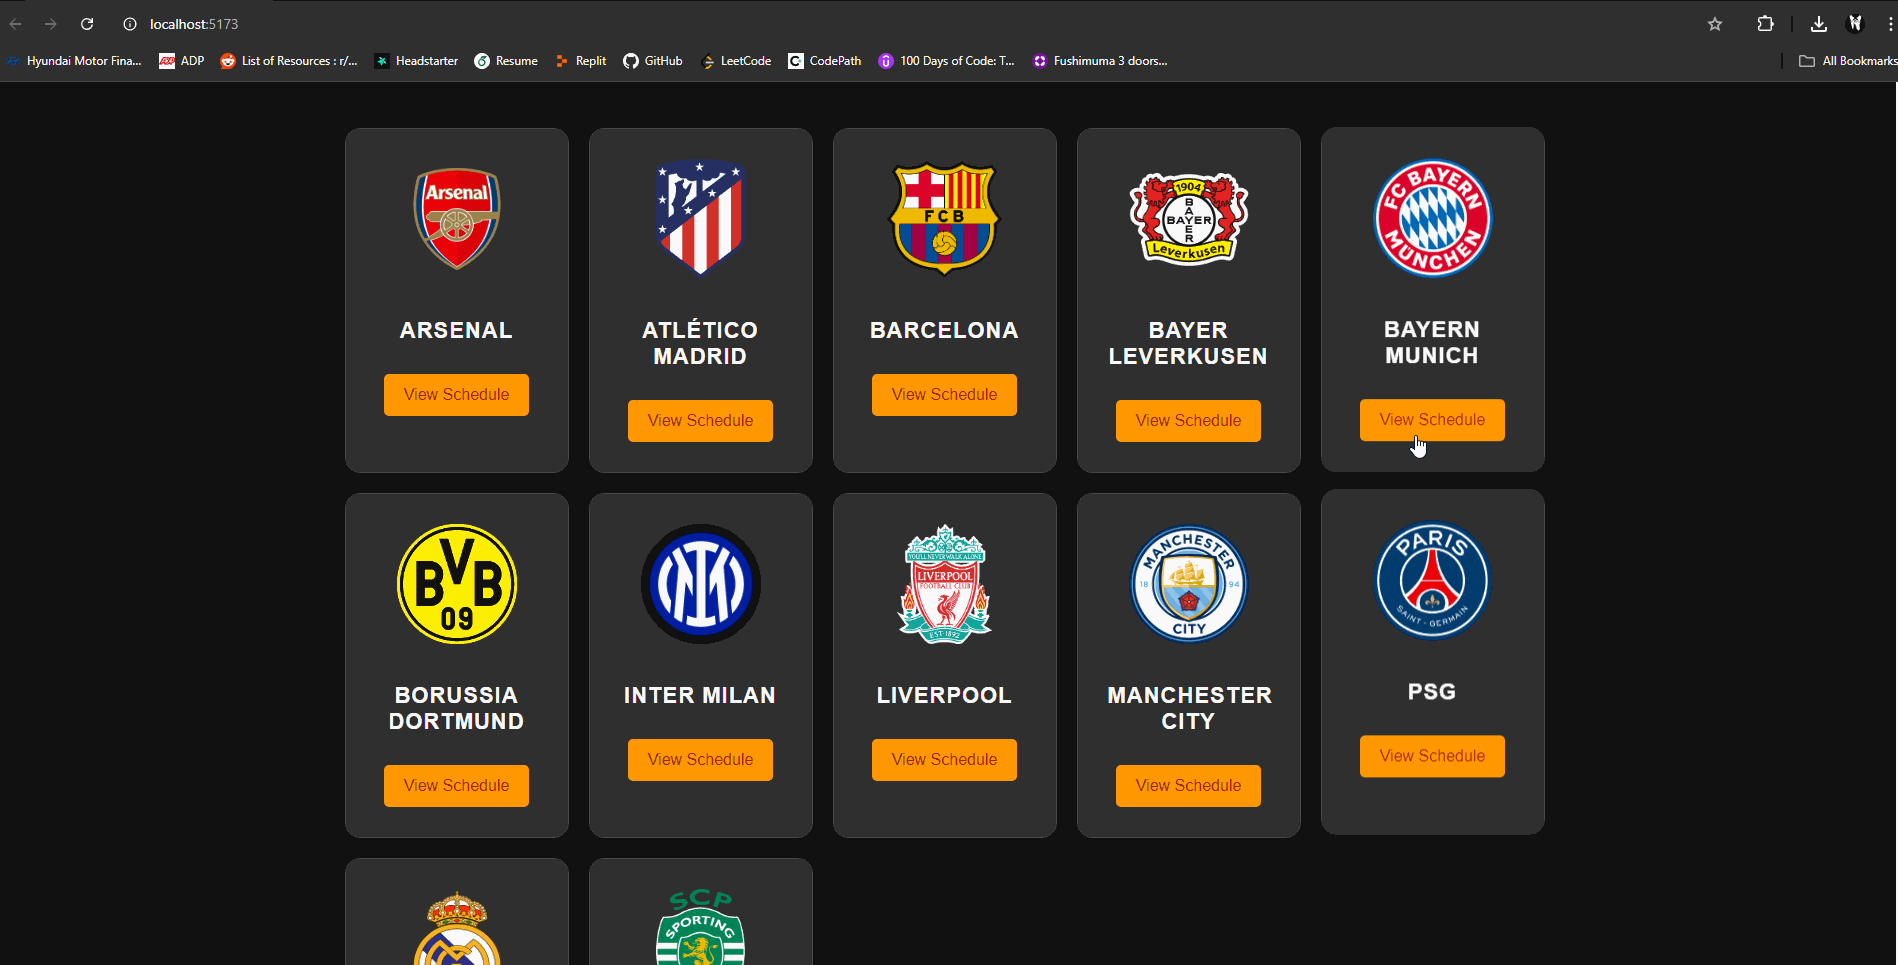 localhost:5173
Hyundai Motor Fina... ADP List of Resources : r/... Headstarter Resume Replit GitHub LeetCode CodePath 100 Days of Code: T... Fushimuma 3 doors... All Bookmarks
Arsenal
FCB
1904
BAYER
BAYER
Leverkusen
FC BAYERN
MÜNCHEN
ARSENAL
ATLÉTICO
MADRID
BARCELONA
BAYER
LEVERKUSEN
BAYERN
MUNICH
View Schedule
View Schedule
View Schedule
View Schedule
View Schedule
BVB
09
YOU'LL NEVER WALK ALONE
LIVERPOOL
FOOTBALL CLUB
EST·1892
MANCHESTER
18 94
CITY
PARIS
SAINT-GERMAIN
BORUSSIA
DORTMUND
INTER MILAN
LIVERPOOL
MANCHESTER
CITY
PSG
View Schedule
View Schedule
View Schedule
View Schedule
View Schedule
SCP
SPORTING